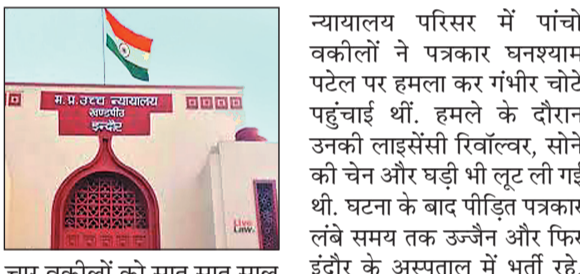 म.प्र. उच्च न्यायालय
खण्डपीठ
इन्दौर
Live
Law.
चार वकीलों को सात सात साल
न्यायालय परिसर में पांचों
वकीलों ने पत्रकार घनश्याम
पटेल पर हमला कर गंभीर चोटें
पहुंचाई थीं. हमले के दौरान
उनकी लाइसेंसी रिवॉल्वर, सोने
की चेन और घड़ी भी लूट ली गई
थी. घटना के बाद पीड़ित पत्रकार
लंबे समय तक उज्जैन और फिर
इंदौर के अस्पताल में भर्ती रहे.